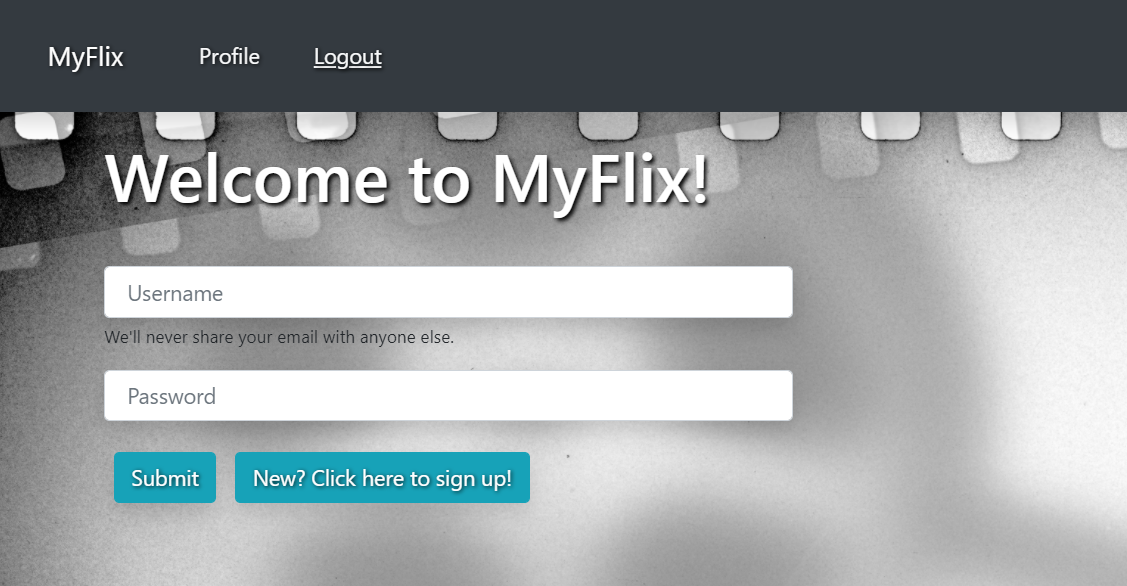 MyFlix Profile Logout
Welcome to MyFlix!
Username
We'll never share your email with anyone else.
Password
Submit New? Click here to sign up!